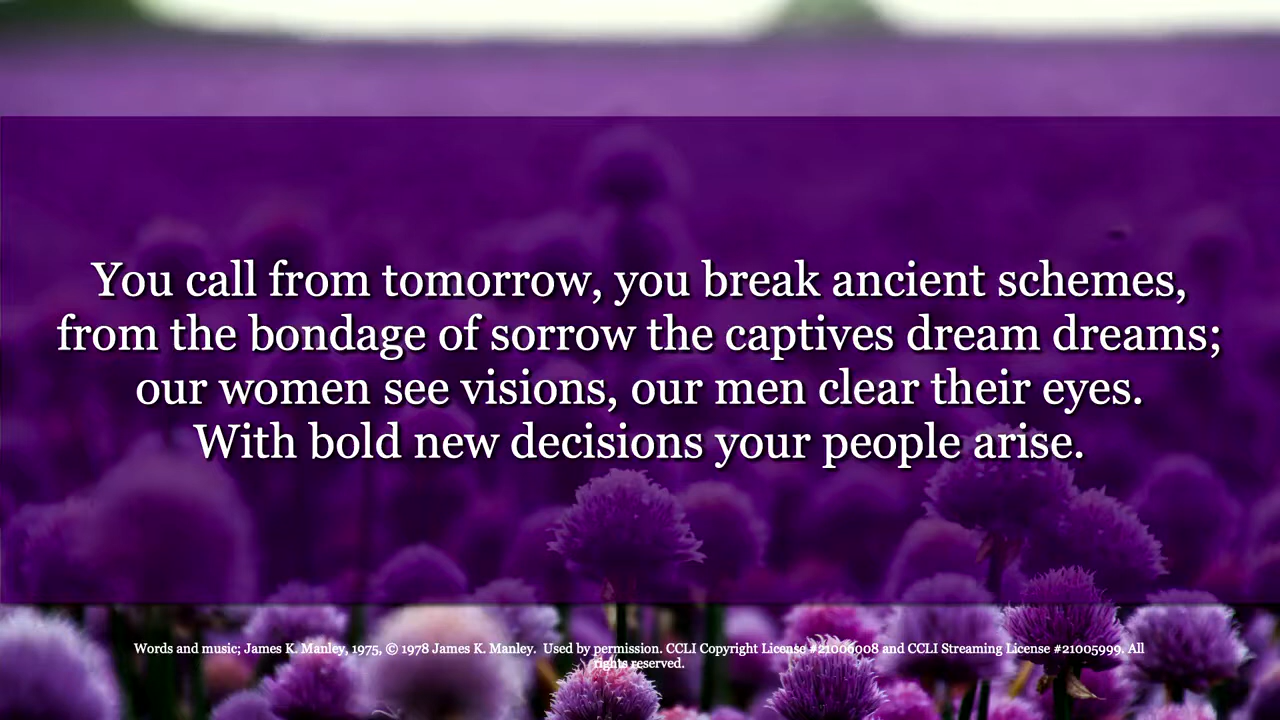 You call from tomorrow, you break ancient schemes,
from the bondage of sorrow the captives dream dreams;
our women see visions, our men clear their eyes.
With bold new decisions your people arise.
Words and music; James K. Manley, 1975, © 1978 James K. Manley.  Used by permission. CCLI Copyright License #21006008 and CCLI Streaming License #21005999. All
rights reserved.